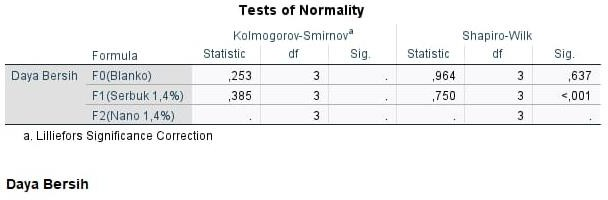 Tests of Normality
Kolmogorov-Smirnovᵃ Shapiro-Wilk
Formula Statistic df Sig. Statistic df Sig.
Daya Bersih F0(Blanko) ,253 3 . ,964 3 ,637
F1(Serbuk 1,4%) ,385 3 . ,750 3 <,001
F2(Nano 1,4%) . 3 . . 3 .
a. Lilliefors Significance Correction
Daya Bersih